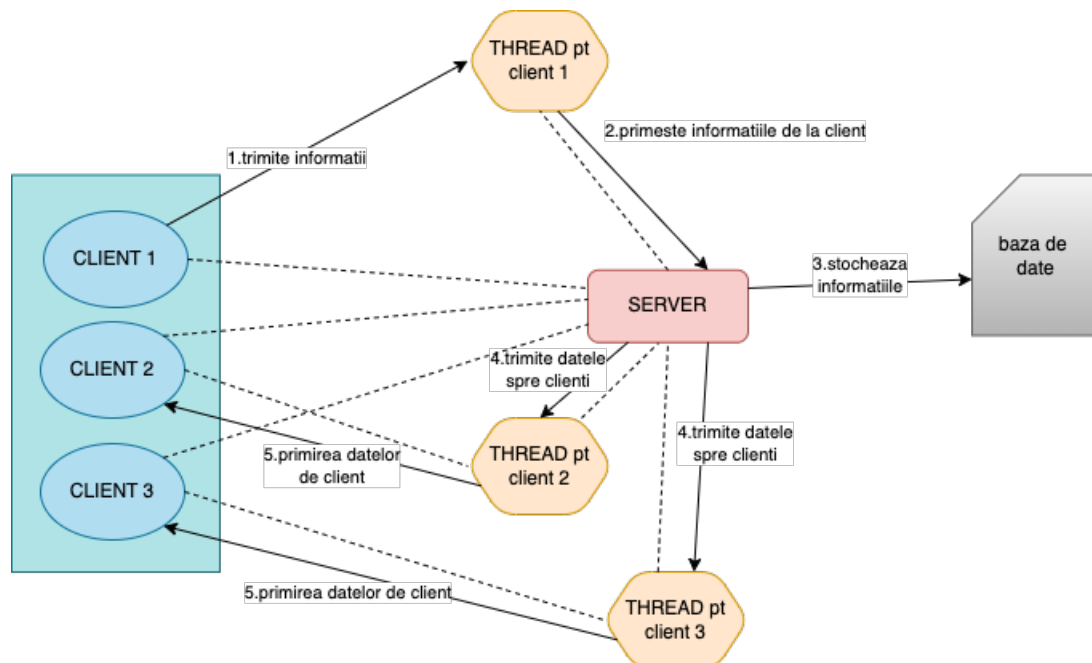 THREAD pt
client 1
2.primeste informatiile de la client
1.trimite informatii
CLIENT 1
baza de
date
3.stocheaza
informatiile
SERVER
CLIENT 2
4.trimite datele
spre clienti
4.trimite datele
spre clienti
5.primirea datelor
de client
THREAD pt
client 2
CLIENT 3
5.primirea datelor de client
THREAD pt
client 3